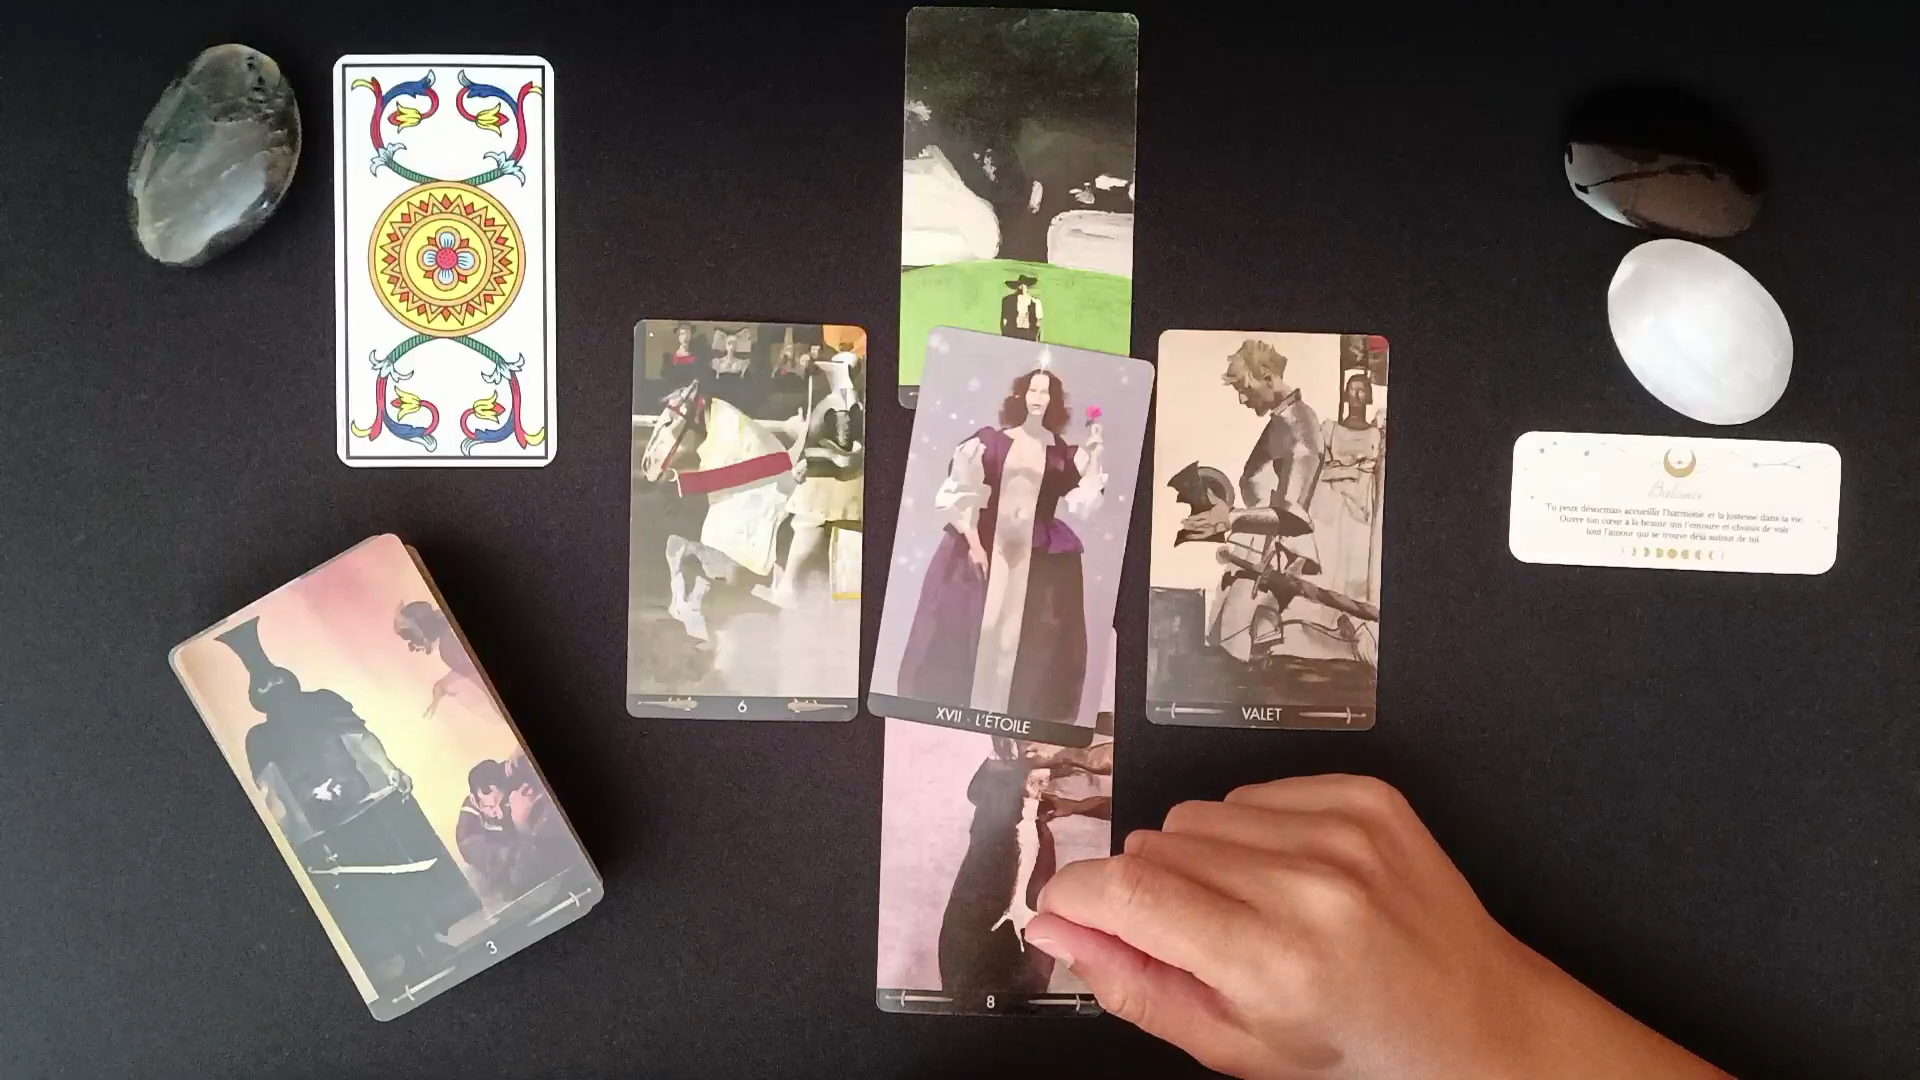 Balance
Tu peux désormais accueillir l'harmonie et la justesse dans ta vie.
Ouvre ton cœur à la beauté qui t'entoure et choisis de voir
tout l'amour qui se trouve déjà autour de toi.
6
XVII - L'ÉTOILE
VALET
3
8